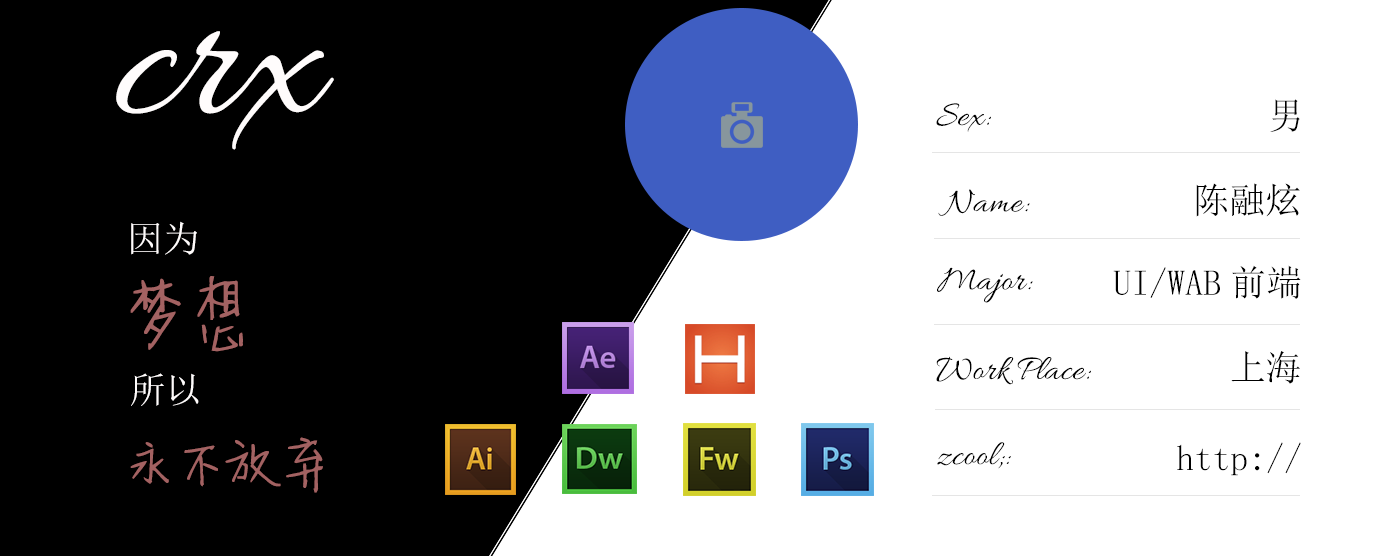 crx
因为
梦想
所以
永不放弃
Ae
H
Ai
Dw
Fw
Ps
Sex: 男
Name: 陈融炫
Major: UI/WAB 前端
Work Place: 上海
zcool;: http://